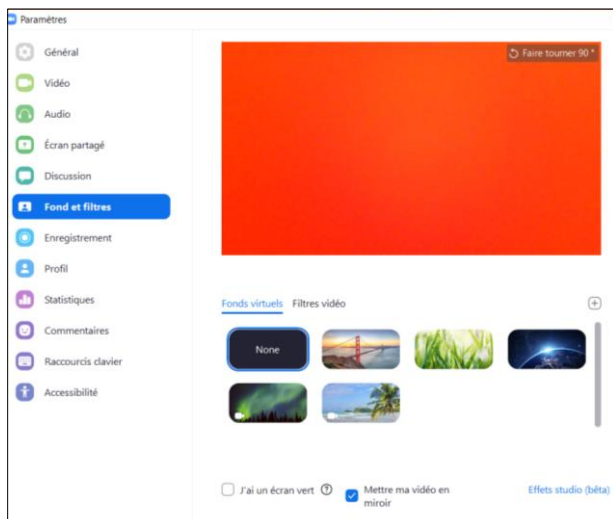 Paramètres
Général
Vidéo
Audio
Écran partagé
Discussion
Fond et filtres
Enregistrement
Profil
Statistiques
Commentaires
Raccourcis clavier
Accessibilité
Faire tourner 90 °
Fonds virtuels Filtres vidéo
None
J'ai un écran vert ?
Mettre ma vidéo en
miroir
Effets studio (bêta)